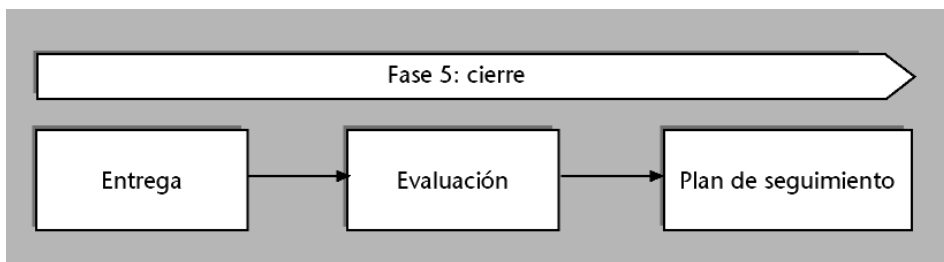 Fase 5: cierre
Entrega
Evaluación
Plan de seguimiento